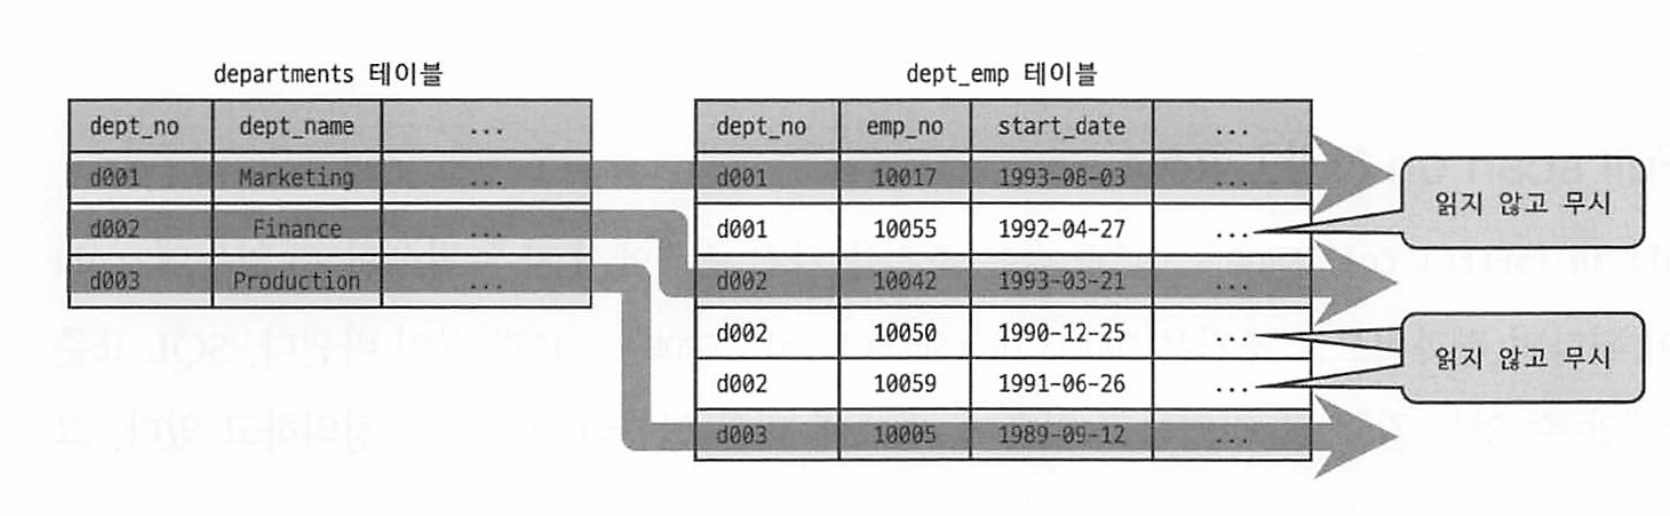 departments 테이블
dept_no dept_name ...
d001 Marketing ...
d002 Finance ...
d003 Production ...
dept_emp 테이블
dept_no emp_no start_date ...
d001 10017 1993-08-03 ...
d001 10055 1992-04-27 ...
d002 10042 1993-03-21 ...
d002 10050 1990-12-25 ...
d002 10059 1991-06-26 ...
d003 10005 1989-09-12 ...
읽지 않고 무시
읽지 않고 무시